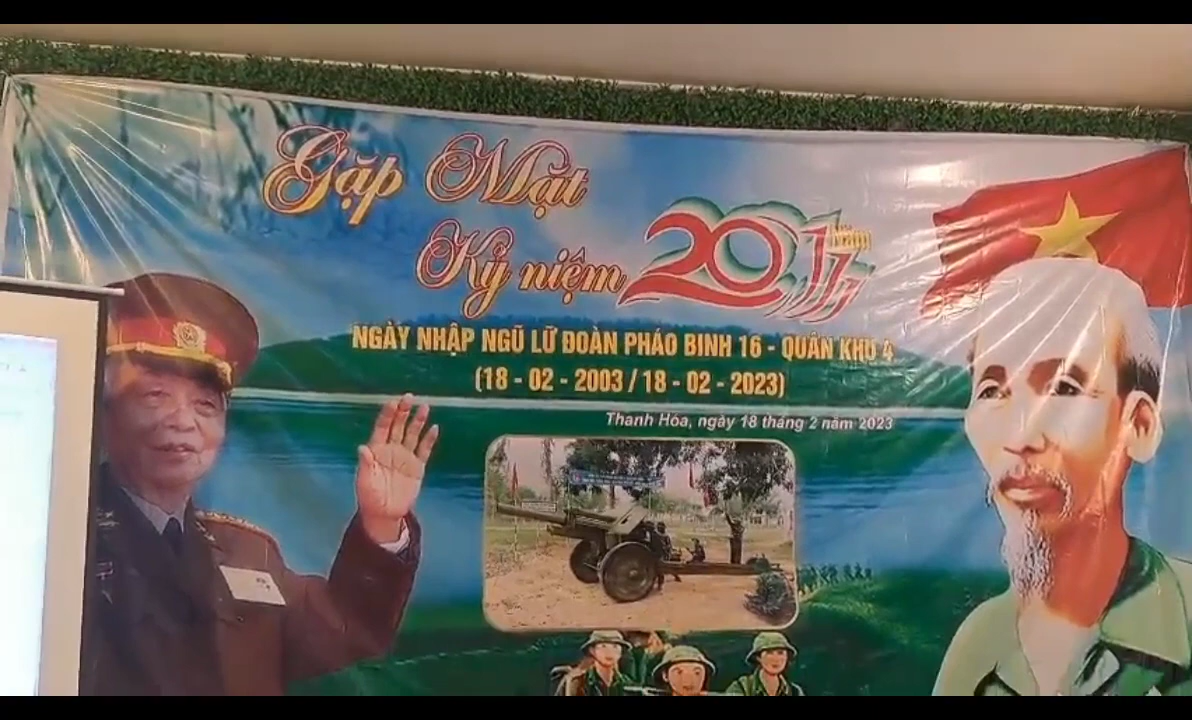 Gặp Mặt
Kỷ niệm 20 năm
NGÀY NHẬP NGŨ LỮ ĐOÀN PHÁO BINH 16 - QUÂN KHU 4
(18 - 02 - 2003 / 18 - 02 - 2023)
Thanh Hóa, ngày 18 tháng 2 năm 2023